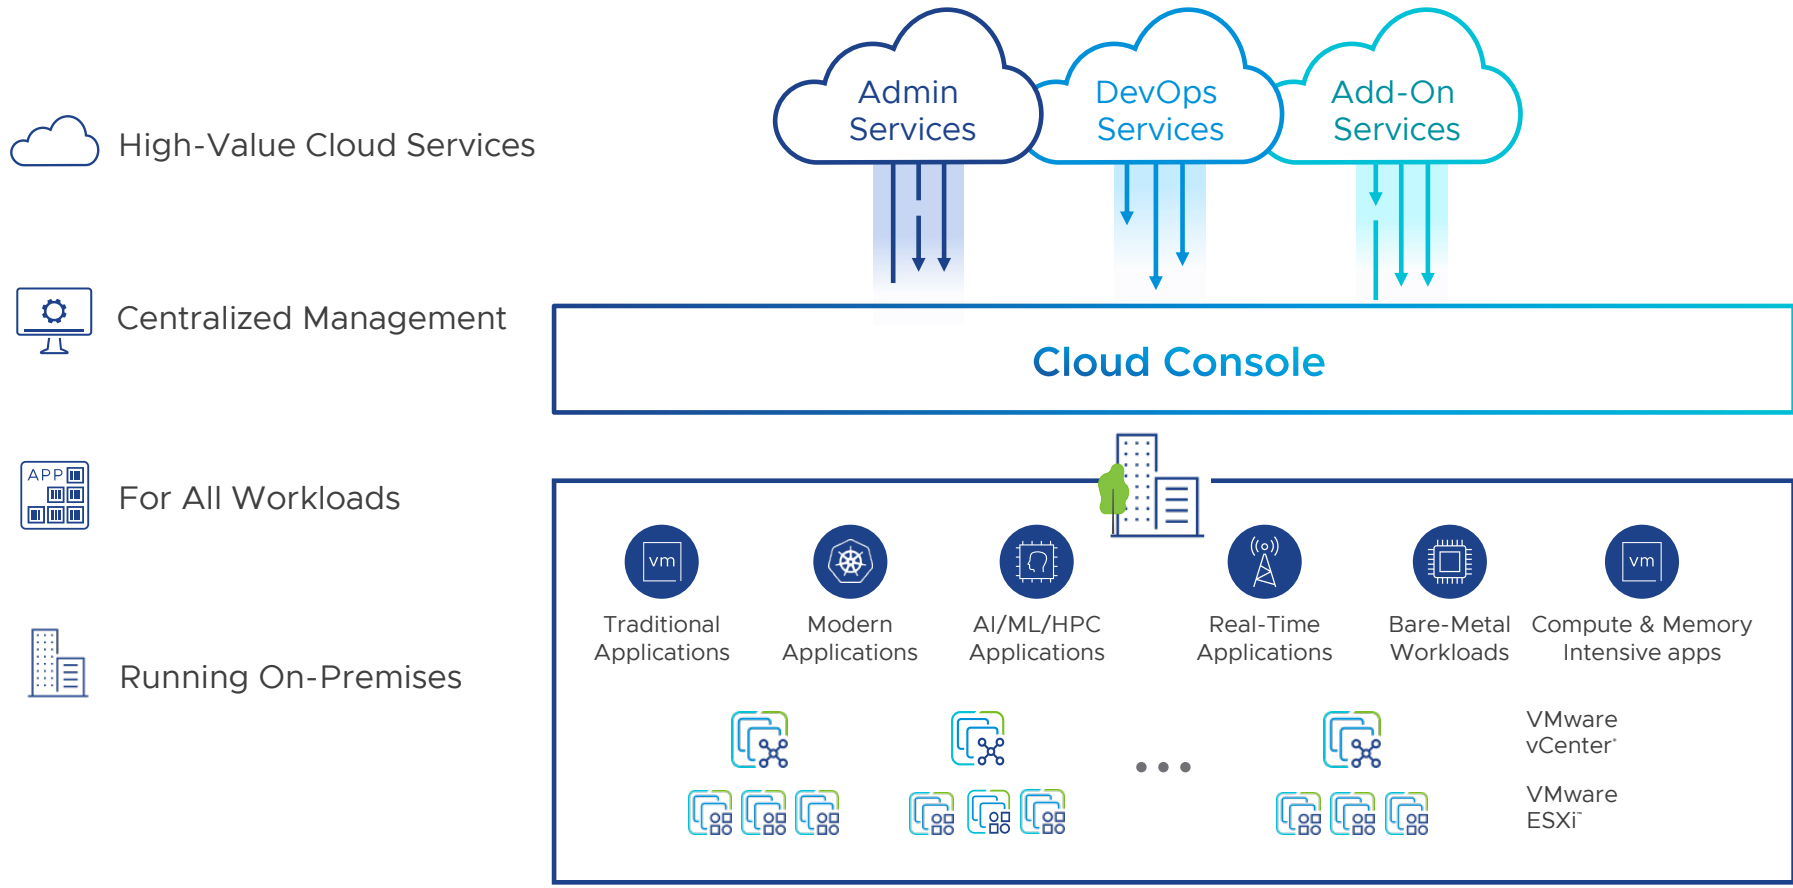 Admin
Services
DevOps
Services
Add-On
Services
High-Value Cloud Services
Centralized Management
Cloud Console
APP
For All Workloads
vm
vm
Traditional
Applications
Modern
Applications
AI/ML/HPC
Applications
Real-Time
Applications
Bare-Metal
Workloads
Compute & Memory
Intensive apps
Running On-Premises
VMware
vCenter®
VMware
ESXi™